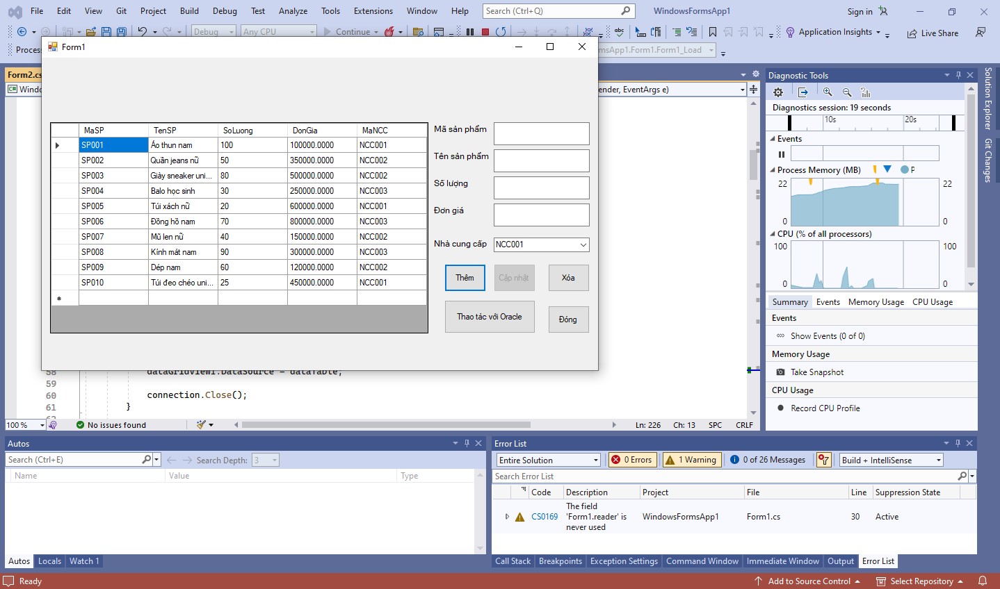 File Edit View Git Project Build Debug Test Analyze Tools Extensions Window Help Search (Ctrl+Q) WindowsFormsApp1 Sign in
Debug Any CPU Continue abc Application Insights Live Share
Proces
sApp1.Form1.Form1_Load
Form1
Form2.cs
Windo
ender, EventArgs e)
MaSP TenSP SoLuong DonGia MaNCC
SP001 Áo thun nam 100 100000.0000 NCC001
SP002 Quần jeans nữ 50 350000.0000 NCC002
SP003 Giày sneaker uni... 80 500000.0000 NCC002
SP004 Balo học sinh 30 250000.0000 NCC003
SP005 Túi xách nữ 20 600000.0000 NCC001
SP006 Đồng hồ nam 70 800000.0000 NCC003
SP007 Mũ len nữ 40 150000.0000 NCC002
SP008 Kính mát nam 90 300000.0000 NCC003
SP009 Dép nam 60 120000.0000 NCC002
SP010 Túi đeo chéo uni... 25 450000.0000 NCC001
Mã sản phẩm
Tên sản phẩm
Số lượng
Đơn giá
Nhà cung cấp NCC001
Thêm Cập nhật Xóa
Thao tác với Oracle Đóng
58 dataGridView1.DataSource = dataTable;
59
60 connection.Close();
61 }
100 % No issues found Ln: 226 Ch: 13 SPC CRLF
Diagnostic Tools
Diagnostics session: 19 seconds
10s 20s
Events
Process Memory (MB) P
22 22
0 0
CPU (% of all processors)
100 100
0 0
Summary Events Memory Usage CPU Usage
Events
Show Events (0 of 0)
Memory Usage
Take Snapshot
CPU Usage
Record CPU Profile
Solution Explorer
Git Changes
Autos
Search (Ctrl+E) Search Depth: 3
Name Value Type
Autos Locals Watch 1
Error List
Entire Solution 0 Errors 1 Warning 0 of 26 Messages Build + IntelliSense
Search Error List
Code Description Project File Line Suppression State
CS0169 The field 'Form1.reader' is never used WindowsFormsApp1 Form1.cs 30 Active
Call Stack Breakpoints Exception Settings Command Window Immediate Window Output Error List
Ready Add to Source Control Select Repository